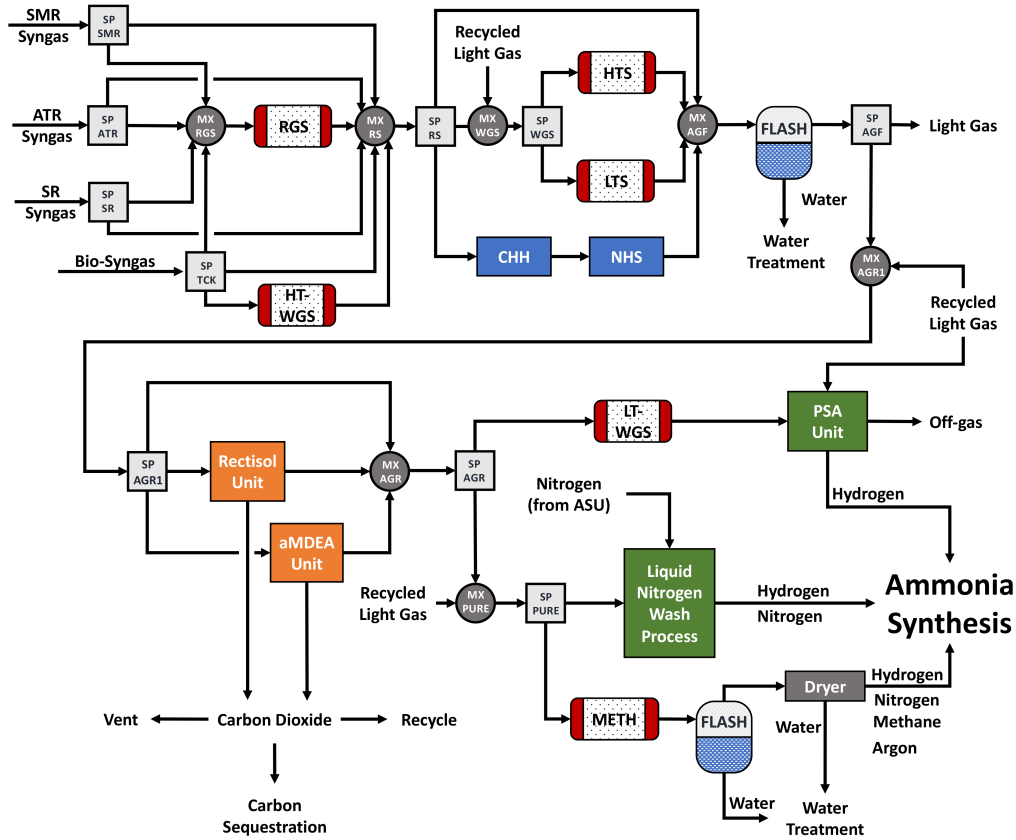 SMR
Syngas
SP
SMR
ATR
Syngas
SP
ATR
SR
Syngas
SP
SR
Bio-Syngas
SP
TCK
MX
RGS
RGS
HT-
WGS
MX
RS
SP
RS
Recycled
Light Gas
MX
WGS
SP
WGS
HTS
LTS
CHH
NHS
MX
AGF
FLASH
Water
Water
Treatment
SP
AGF
Light Gas
MX
AGR1
Recycled
Light Gas
SP
AGR1
Rectisol
Unit
aMDEA
Unit
MX
AGR
SP
AGR
LT-
WGS
PSA
Unit
Off-gas
Hydrogen
Nitrogen
(from ASU)
Recycled
Light Gas
MX
PURE
SP
PURE
Liquid
Nitrogen
Wash
Process
Hydrogen
Nitrogen
Ammonia
Synthesis
METH
FLASH
Water
Dryer
Water
Water
Treatment
Hydrogen
Nitrogen
Methane
Argon
Vent
Carbon Dioxide
Recycle
Carbon
Sequestration